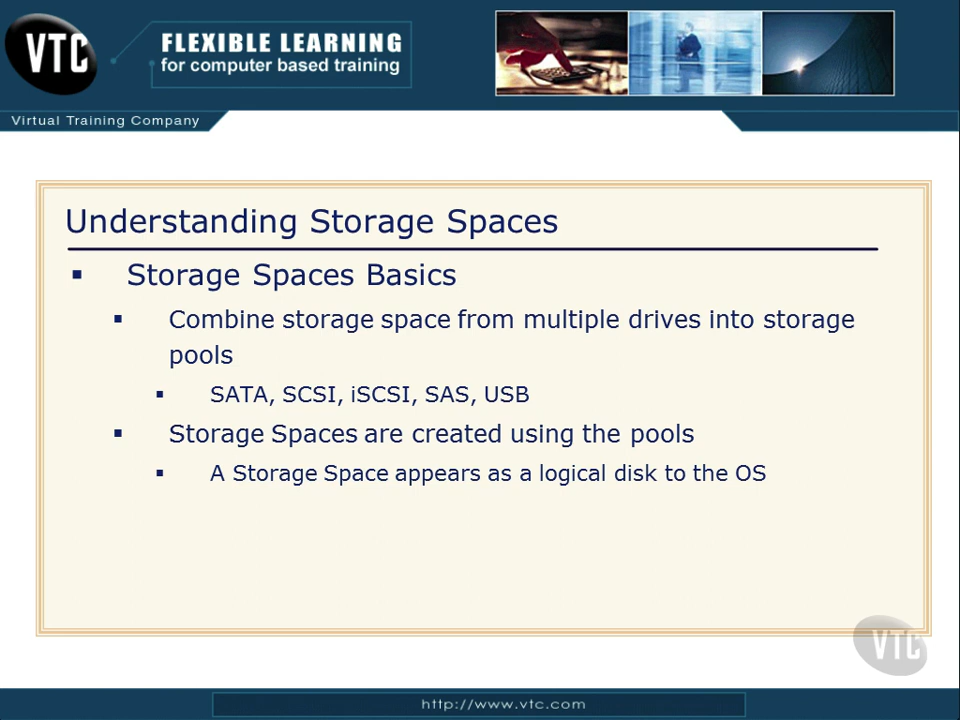 VTC
FLEXIBLE LEARNING
for computer based training
Virtual Training Company
Understanding Storage Spaces
Storage Spaces Basics
Combine storage space from multiple drives into storage
pools
SATA, SCSI, iSCSI, SAS, USB
Storage Spaces are created using the pools
A Storage Space appears as a logical disk to the OS
VTC
http://www.vtc.com